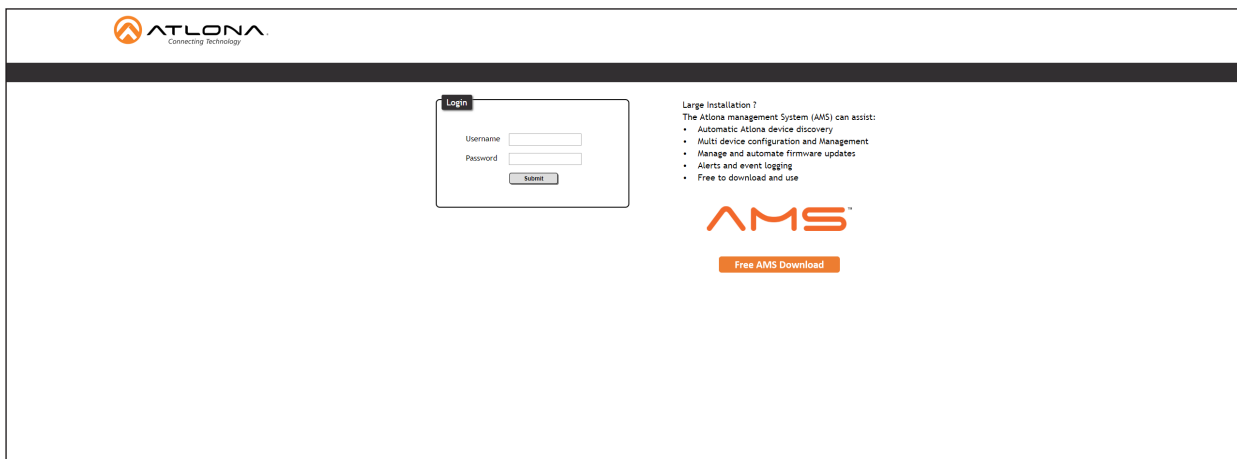 ATLONA.
Connecting Technology
Login
Username
Password
Submit
Large Installation ?
The Atlona management System (AMS) can assist:
• Automatic Atlona device discovery
• Multi device configuration and Management
• Manage and automate firmware updates
• Alerts and event logging
• Free to download and use
AMS™
Free AMS Download